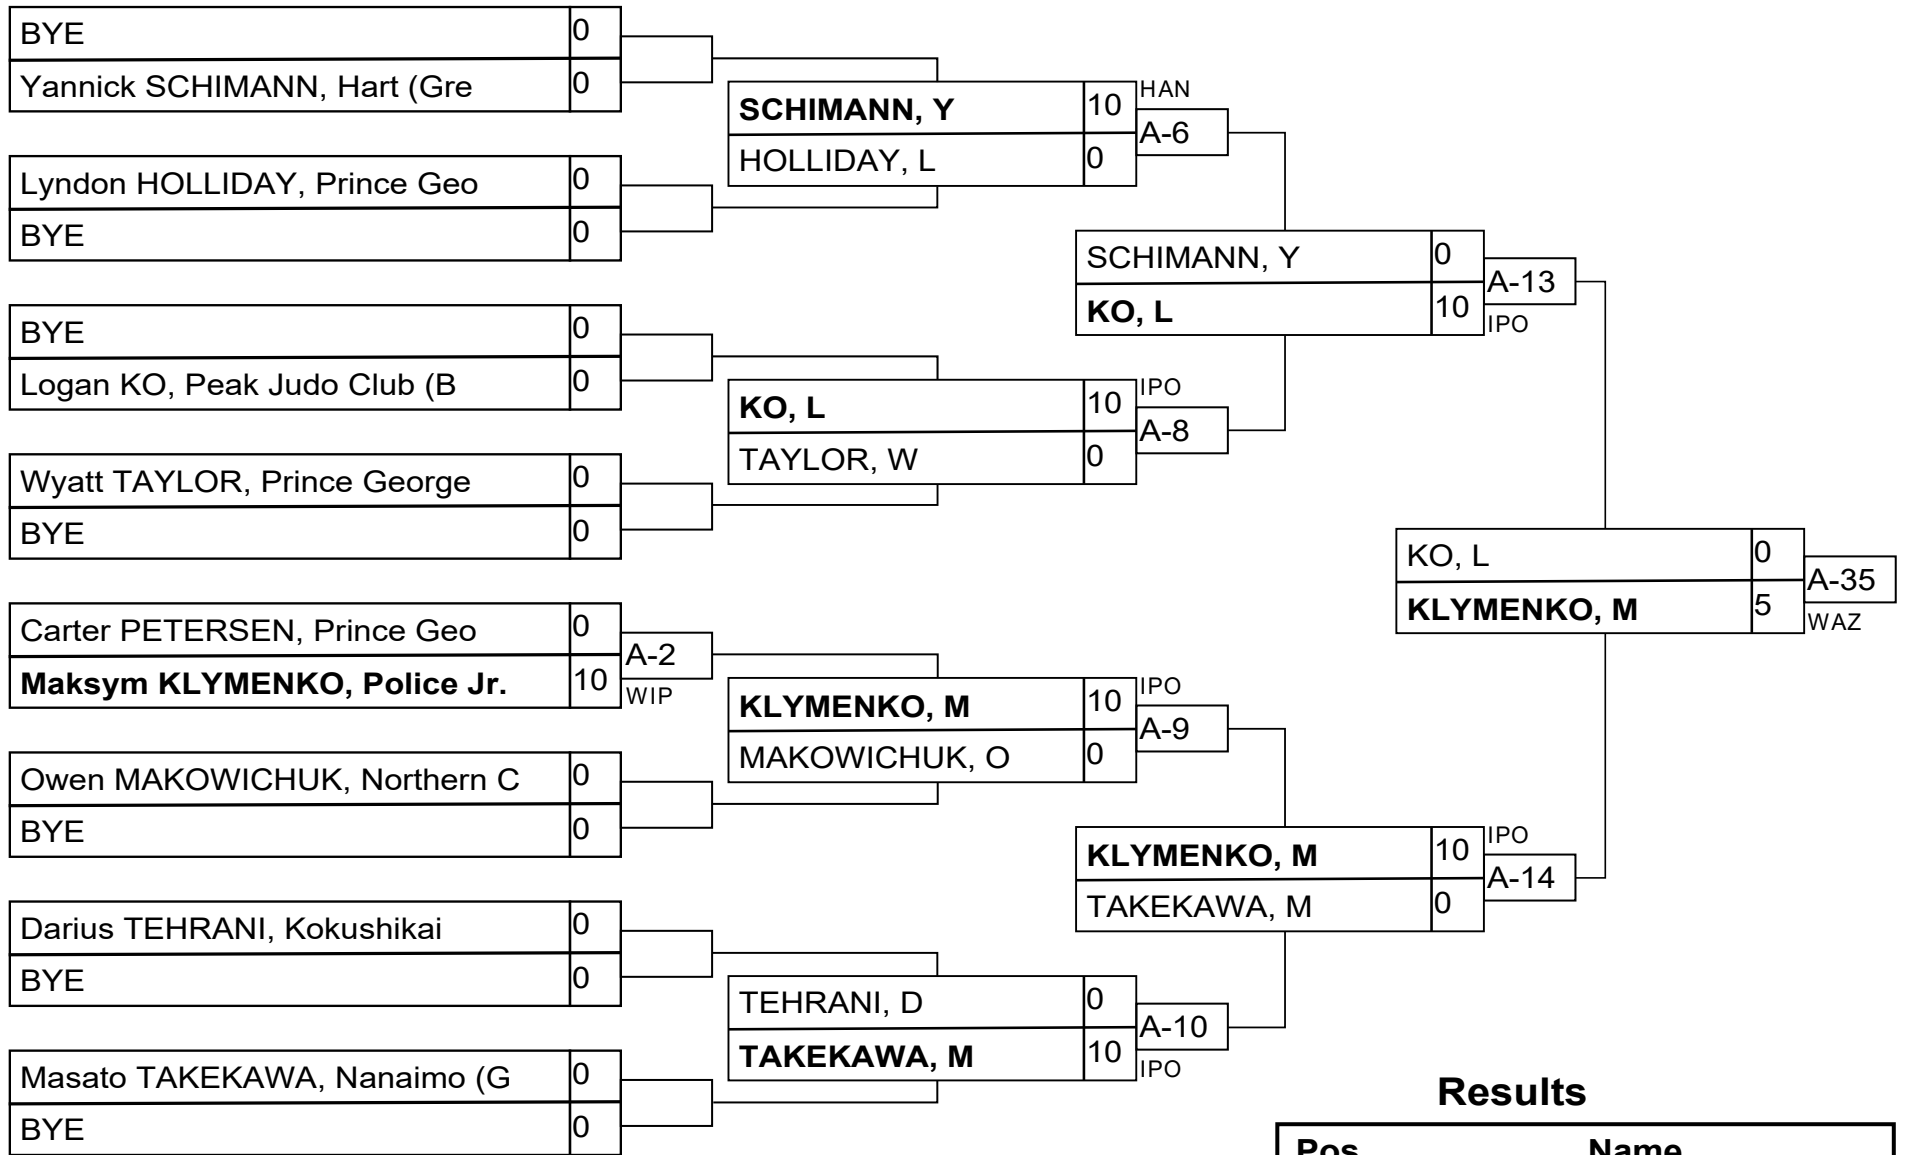 BYE 0
Yannick SCHIMANN, Hart (Gre 0
Lyndon HOLLIDAY, Prince Geo 0
BYE 0
BYE 0
Logan KO, Peak Judo Club (B 0
Wyatt TAYLOR, Prince George 0
BYE 0
Carter PETERSEN, Prince Geo 0
Maksym KLYMENKO, Police Jr. 10
A-2
WIP
Owen MAKOWICHUK, Northern C 0
BYE 0
Darius TEHRANI, Kokushikai 0
BYE 0
Masato TAKEKAWA, Nanaimo (G 0
BYE 0
SCHIMANN, Y 10
HOLLIDAY, L 0
HAN
A-6
KO, L 10
TAYLOR, W 0
IPO
A-8
KLYMENKO, M 10
MAKOWICHUK, O 0
IPO
A-9
TEHRANI, D 0
TAKEKAWA, M 10
A-10
IPO
SCHIMANN, Y 0
KO, L 10
A-13
IPO
KLYMENKO, M 10
TAKEKAWA, M 0
IPO
A-14
KO, L 0
KLYMENKO, M 5
A-35
WAZ
Results
Pos Name